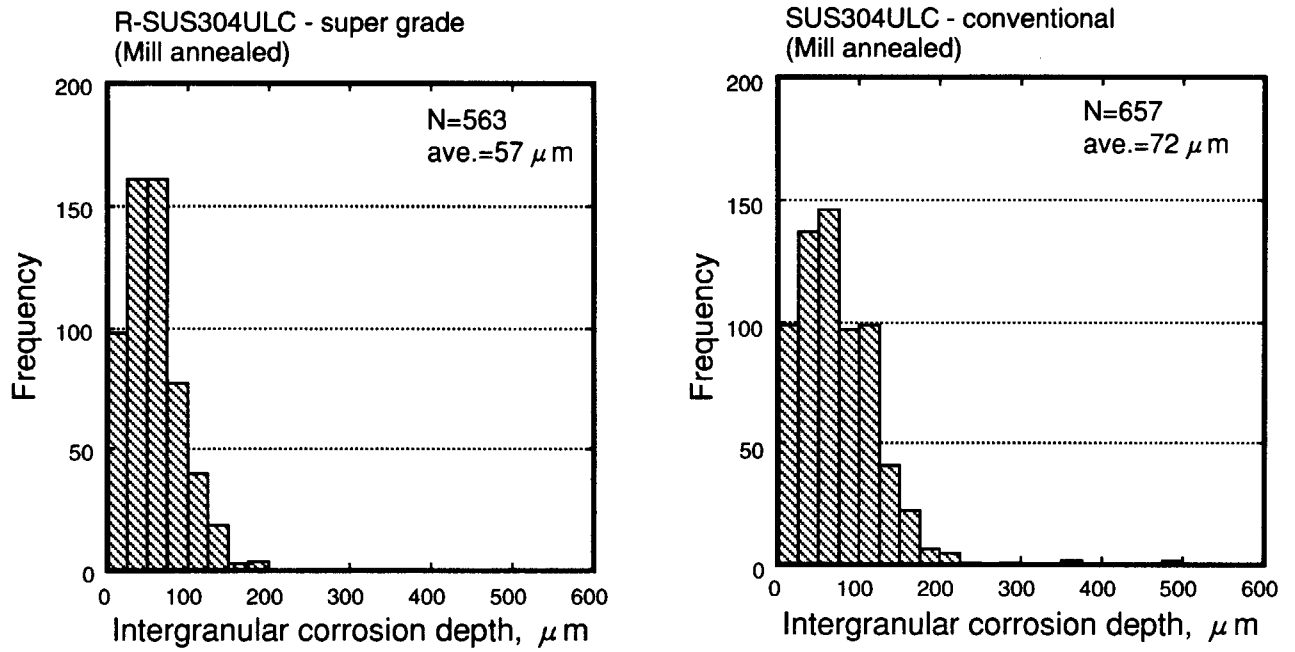 R-SUS304ULC - super grade
(Mill annealed)
200
150
100
50
0
Frequency
N=563
ave.=57 μm
0 100 200 300 400 500 600
Intergranular corrosion depth, μm
SUS304ULC - conventional
(Mill annealed)
200
150
100
50
0
Frequency
N=657
ave.=72 μm
0 100 200 300 400 500 600
Intergranular corrosion depth, μm